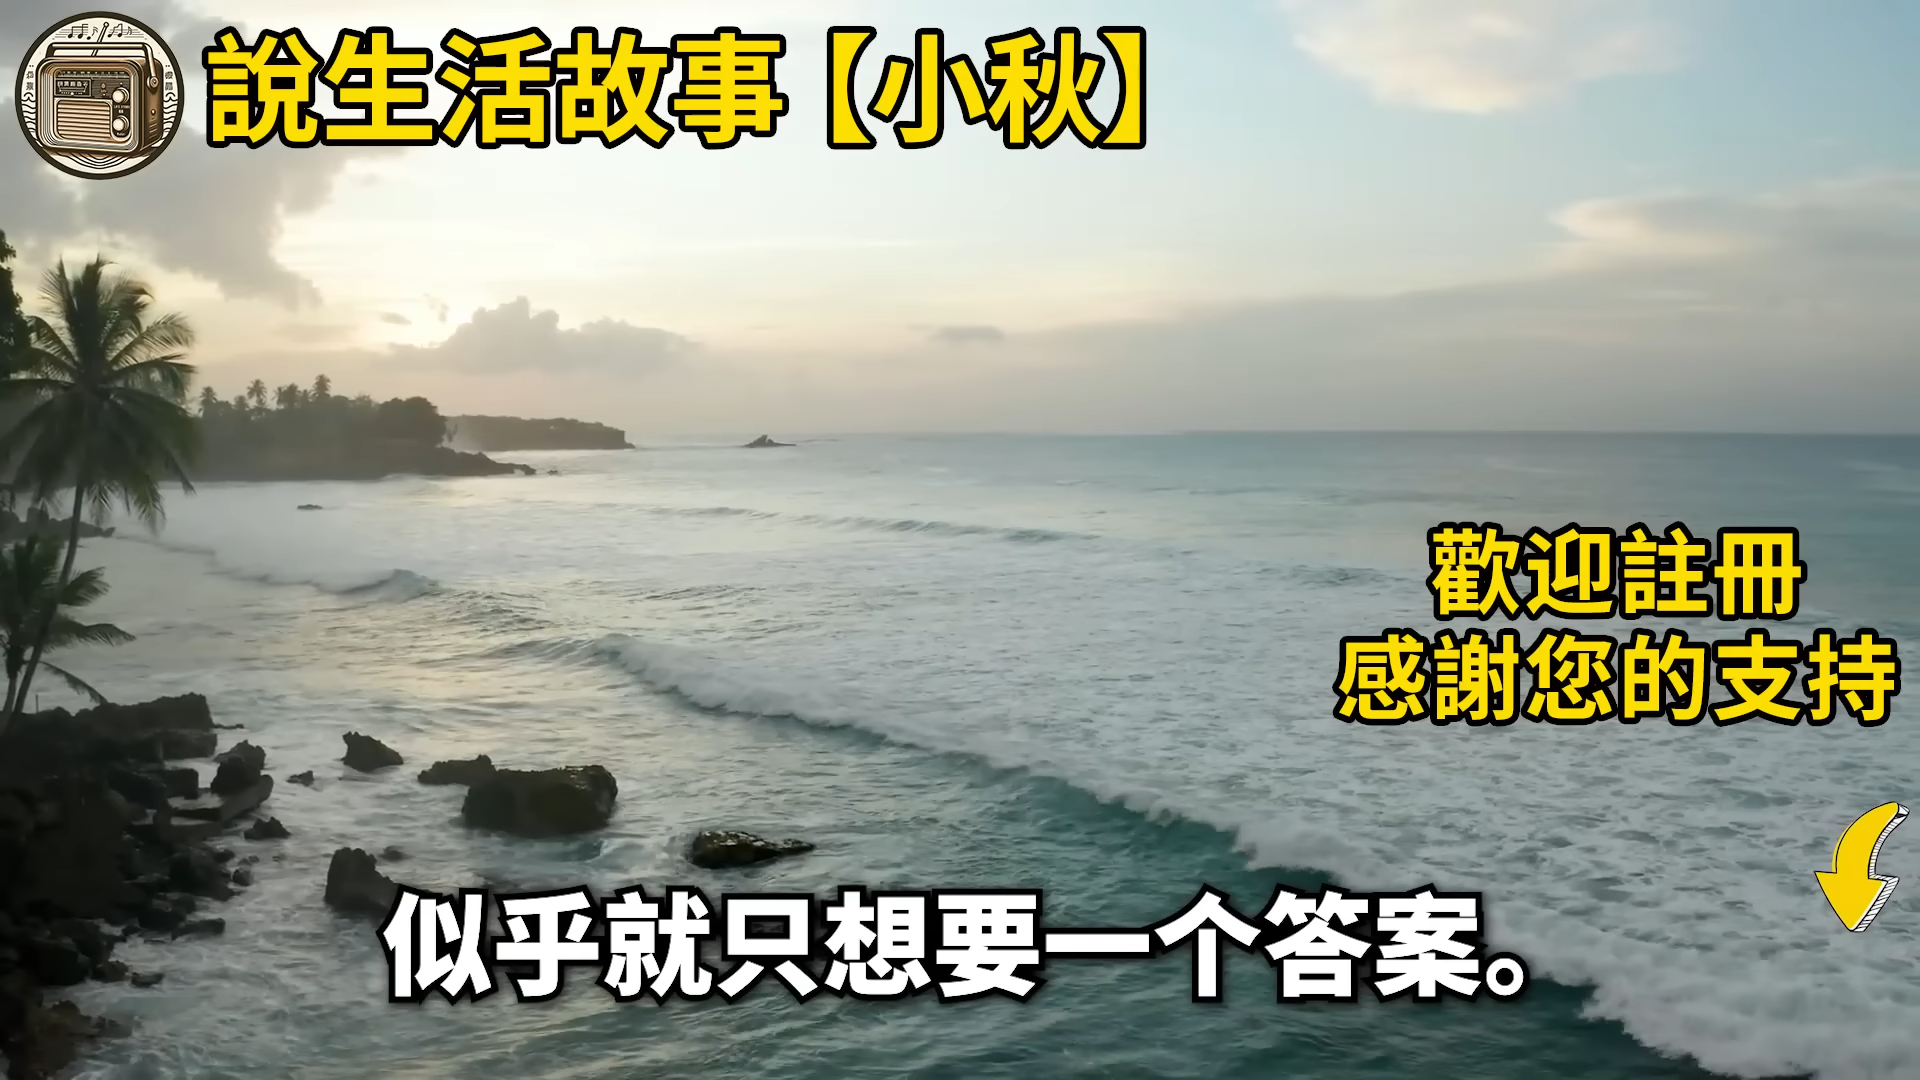 說生活故事【小秋】
歡迎註冊
感謝您的支持
似乎就只想要一个答案。